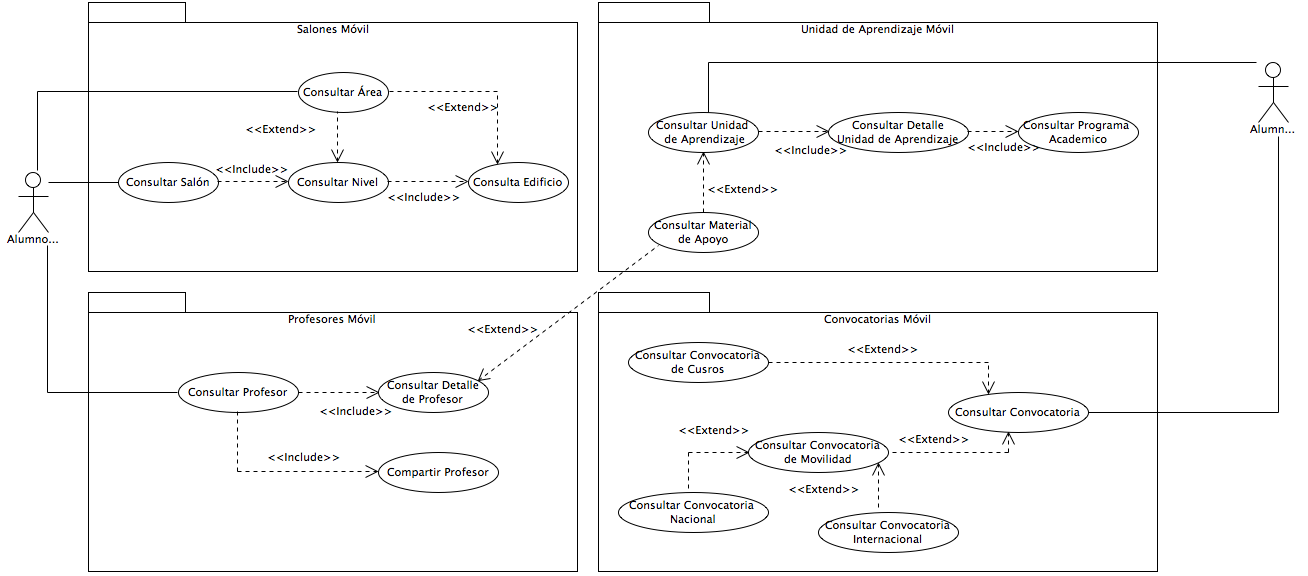 Salones Móvil
Consultar Área
<<Extend>>
<<Extend>>
Consultar Salón
<<Include>>
Consultar Nivel
<<Include>>
Consulta Edificio
Alumno...
Unidad de Aprendizaje Móvil
Consultar Unidad
de Aprendizaje
<<Include>>
Consultar Detalle
Unidad de Aprendizaje
<<Include>>
Consultar Programa
Academico
<<Extend>>
Consultar Material
de Apoyo
Alumn...
Profesores Móvil
<<Extend>>
Consultar Profesor
<<Include>>
Consultar Detalle
de Profesor
<<Include>>
Compartir Profesor
Convocatorias Móvil
Consultar Convocatoria
de Cusros
<<Extend>>
Consultar Convocatoria
<<Extend>>
Consultar Convocatoria
de Movilidad
<<Extend>>
<<Extend>>
Consultar Convocatoria
Nacional
Consultar Convocatoria
Internacional